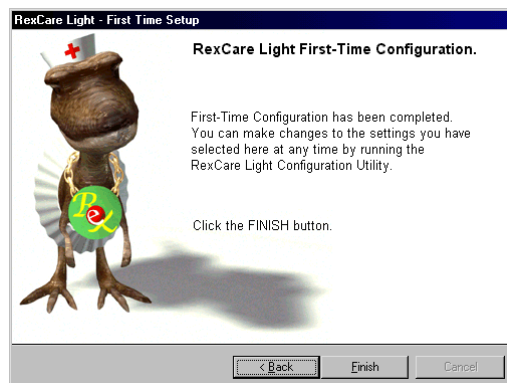 RexCare Light - First Time Setup
RexCare Light First-Time Configuration.
First-Time Configuration has been completed.
You can make changes to the settings you have
selected here at any time by running the
RexCare Light Configuration Utility.
Click the FINISH button.
Rex
< Back
Finish
Cancel